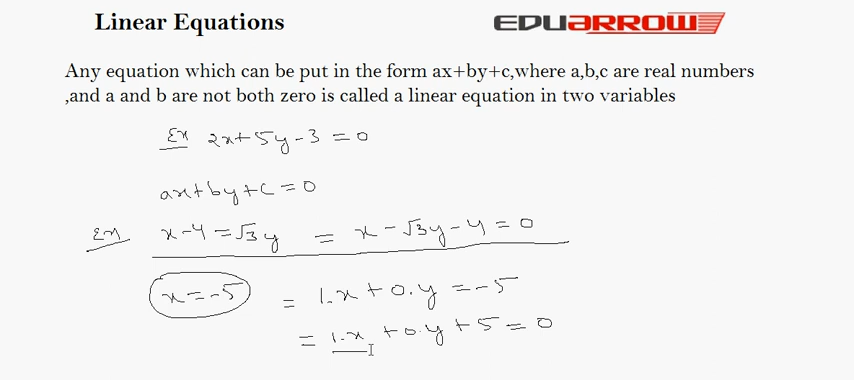 Linear Equations EDUARROW
Any equation which can be put in the form ax+by+c,where a,b,c are real numbers
,and a and b are not both zero is called a linear equation in two variables
Ex 2x+5y-3=0
ax+by+c=0
Ex x-4=√3y = x-√3y-4=0
x=-5 = 1.x+0.y=-5
= 1.x+0.y+5=0